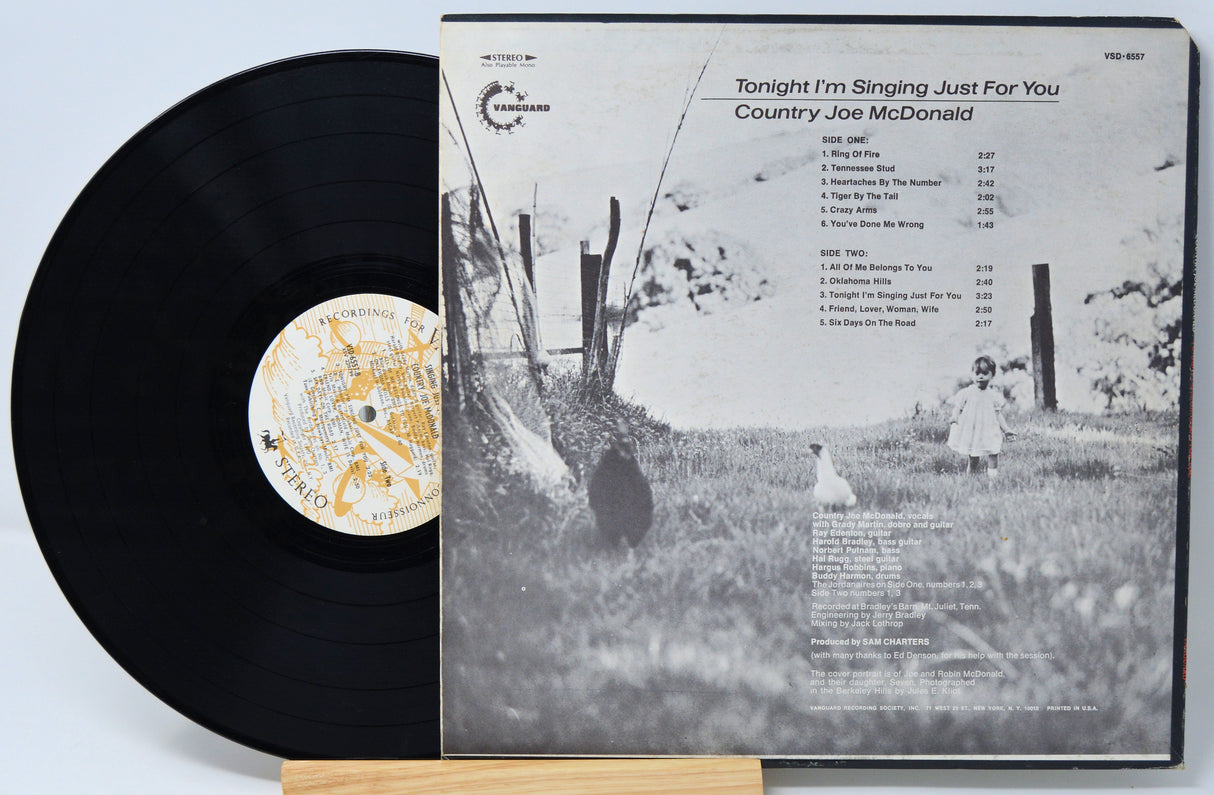 STEREO
Also Playable Mono
VANGUARD
VSD·6557
Tonight I'm Singing Just For You
Country Joe McDonald
SIDE ONE:
1. Ring Of Fire 2:27
2. Tennessee Stud 3:17
3. Heartaches By The Number 2:42
4. Tiger By The Tail 2:02
5. Crazy Arms 2:55
6. You've Done Me Wrong 1:43
SIDE TWO:
1. All Of Me Belongs To You 2:19
2. Oklahoma Hills 2:40
3. Tonight I'm Singing Just For You 3:23
4. Friend, Lover, Woman, Wife 2:50
5. Six Days On The Road 2:17
Country Joe McDonald, vocals
with Grady Martin, dobro and guitar
Ray Edenton, guitar
Harold Bradley, bass guitar
Norbert Putnam, bass
Hal Rugg, steel guitar
Hargus Robbins, piano
Buddy Harmon, drums
The Jordanaires on Side One, numbers 1, 2, 3
Side Two numbers 1, 3
Recorded at Bradley's Barn, Mt. Juliet, Tenn.
Engineering by Jerry Bradley
Mixing by Jack Lothrop
Produced by SAM CHARTERS
(with many thanks to Ed Denson, for his help with the session).
The cover portrait is of Joe and Robin McDonald,
and their daughter, Seven. Photographed
in the Berkeley Hills by Jules E. Kliot
VANGUARD RECORDING SOCIETY, INC. 71 WEST 23 ST., NEW YORK, N. Y. 10010 PRINTED IN U.S.A.
RECORDINGS FOR
SINGING JUST
COUNTRY JOE McDONALD
Side Two
STEREO
ONNOISSEUR